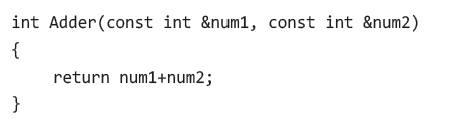 int Adder(const int &num1, const int &num2)
{
    return num1+num2;
}